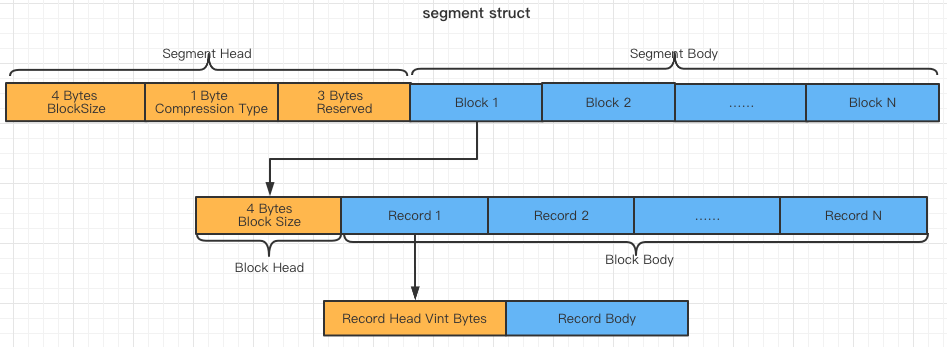 segment struct
Segment Head
Segment Body
4 Bytes
BlockSize
1 Byte
Compression Type
3 Bytes
Reserved
Block 1
Block 2
……
Block N
4 Bytes
Block Size
Record 1
Record 2
……
Record N
Block Head
Block Body
Record Head Vint Bytes
Record Body